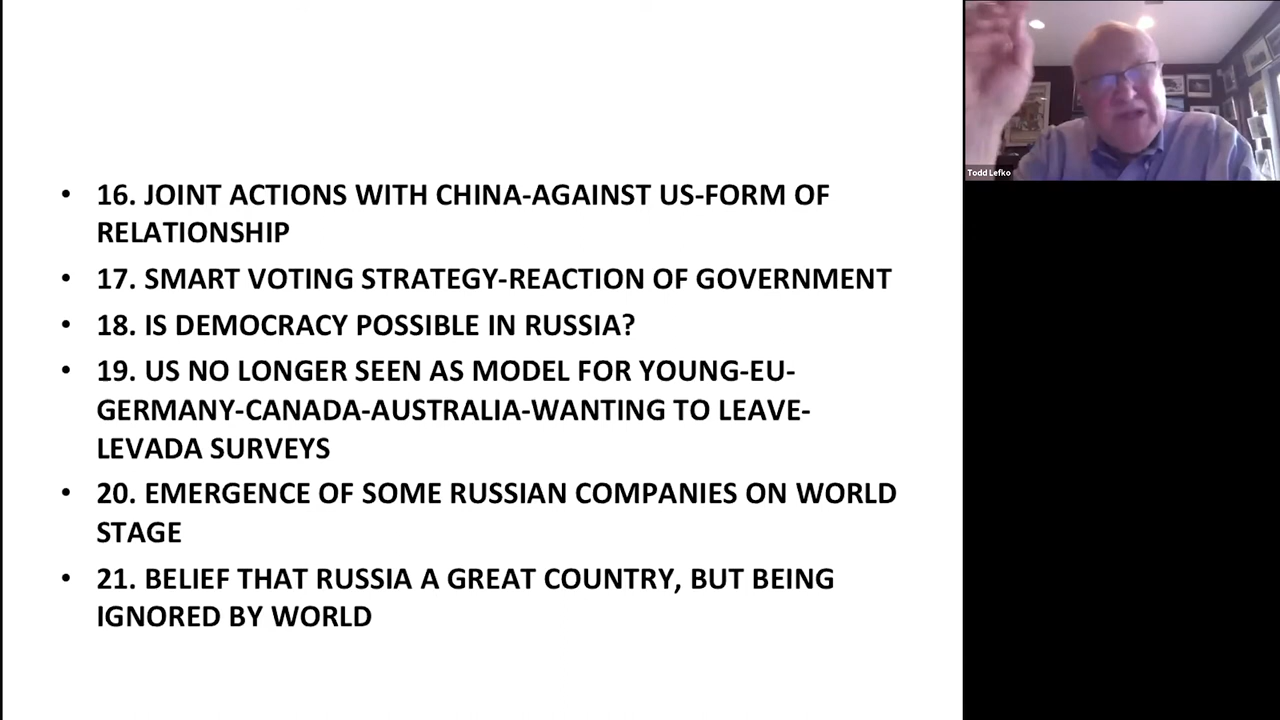 • 16. JOINT ACTIONS WITH CHINA-AGAINST US-FORM OF
RELATIONSHIP
• 17. SMART VOTING STRATEGY-REACTION OF GOVERNMENT
• 18. IS DEMOCRACY POSSIBLE IN RUSSIA?
• 19. US NO LONGER SEEN AS MODEL FOR YOUNG-EU-
GERMANY-CANADA-AUSTRALIA-WANTING TO LEAVE-
LEVADA SURVEYS
• 20. EMERGENCE OF SOME RUSSIAN COMPANIES ON WORLD
STAGE
• 21. BELIEF THAT RUSSIA A GREAT COUNTRY, BUT BEING
IGNORED BY WORLD
Todd Lefko